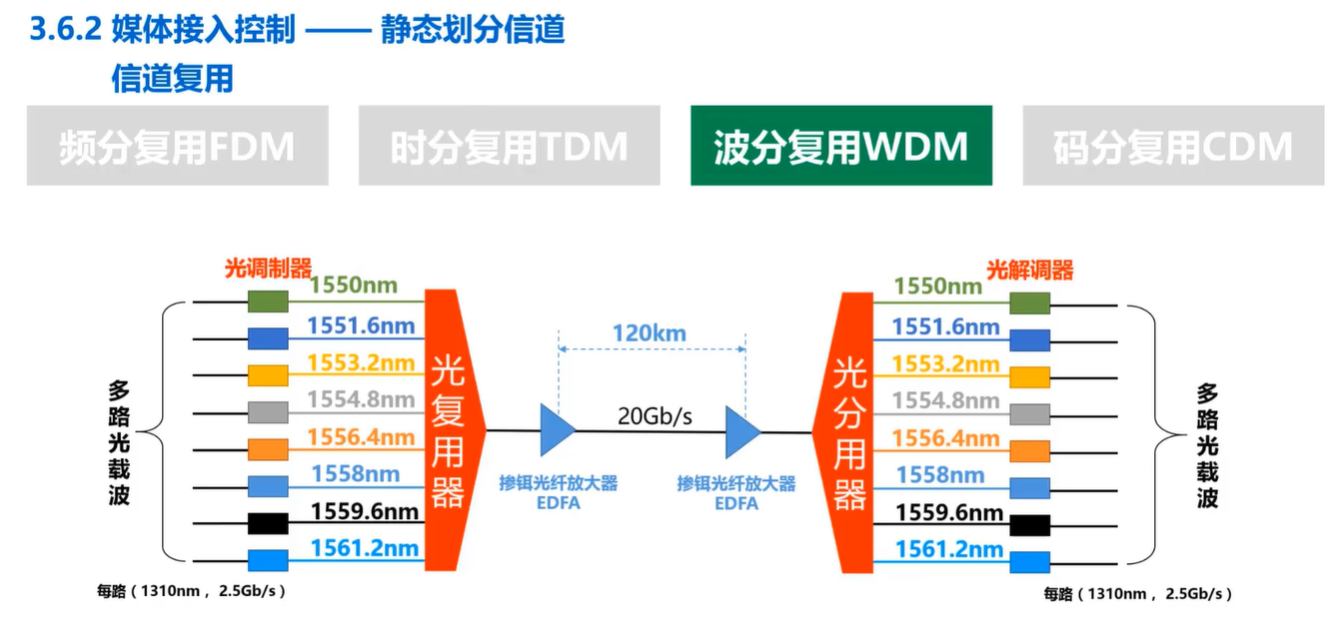 3.6.2 媒体接入控制 —— 静态划分信道
信道复用
频分复用FDM
时分复用TDM
波分复用WDM
码分复用CDM
光调制器
1550nm
1551.6nm
1553.2nm
1554.8nm
1556.4nm
1558nm
1559.6nm
1561.2nm
多路光载波
每路（1310nm ，2.5Gb/s）
光复用器
120km
20Gb/s
掺铒光纤放大器
EDFA
掺铒光纤放大器
EDFA
光分用器
光解调器
1550nm
1551.6nm
1553.2nm
1554.8nm
1556.4nm
1558nm
1559.6nm
1561.2nm
多路光载波
每路（1310nm ，2.5Gb/s）